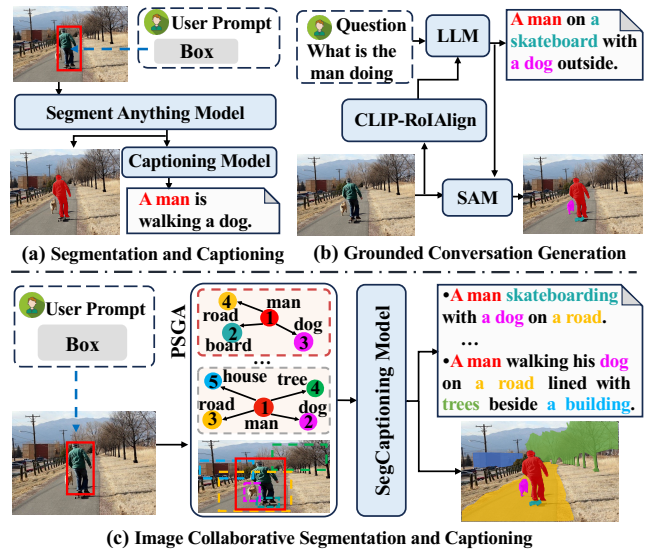 User Prompt
Box
Segment Anything Model
Captioning Model
A man is
walking a dog.
(a) Segmentation and Captioning
Question
What is the
man doing
LLM
A man on a
skateboard with
a dog outside.
CLIP-RoIAlign
SAM
(b) Grounded Conversation Generation
User Prompt
Box
PSGA
4
man
road
1
dog
2
board
3
...
5
house
tree
4
road
1
dog
3
man
2
SegCaptioning Model
•A man skateboarding
with a dog on a road.
...
•A man walking his dog
on a road lined with
trees beside a building.
(c) Image Collaborative Segmentation and Captioning